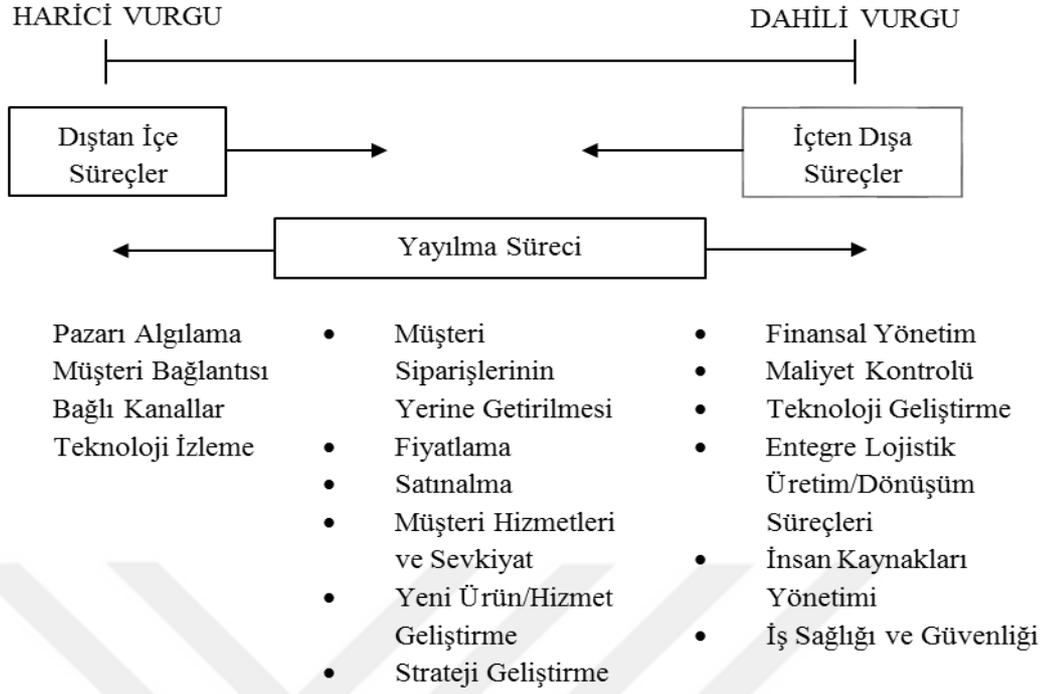 HARİCİ VURGU
DAHİLİ VURGU
Dıştan İçe
Süreçler
İçten Dışa
Süreçler
Yayılma Süreci
Pazarı Algılama
Müşteri Bağlantısı
Bağlı Kanallar
Teknoloji İzleme
• Müşteri
Siparişlerinin
Yerine Getirilmesi
• Fiyatlama
• Satınalma
• Müşteri Hizmetleri
ve Sevkiyat
• Yeni Ürün/Hizmet
Geliştirme
• Strateji Geliştirme
• Finansal Yönetim
• Maliyet Kontrolü
• Teknoloji Geliştirme
• Entegre Lojistik
Üretim/Dönüşüm
Süreçleri
• İnsan Kaynakları
Yönetimi
• İş Sağlığı ve Güvenliği